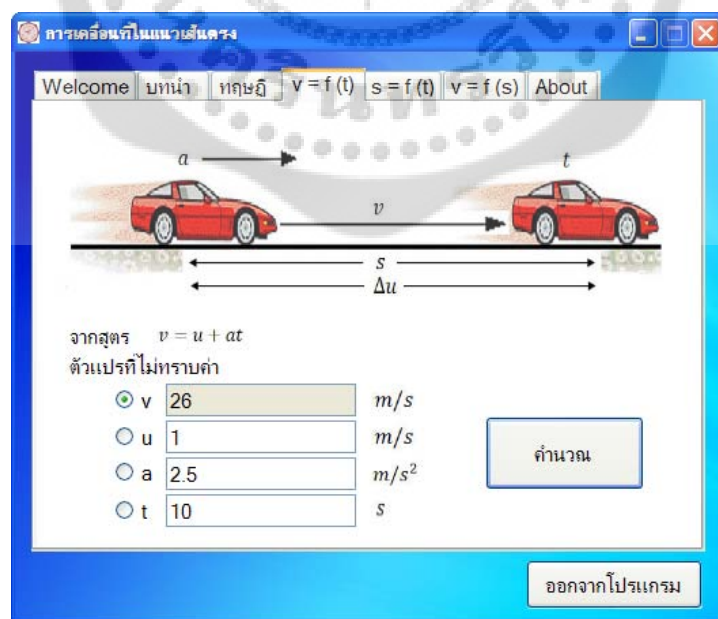 การเคลื่อนที่ในแนวเส้นตรง
Welcome บทนำ ทฤษฎี v = f (t) s = f (t) v = f (s) About
a t
v
s
Δu
จากสูตร v = u + at
ตัวแปรที่ไม่ทราบค่า
v 26 m/s
u 1 m/s
a 2.5 m/s²
คำนวณ
t 10 s
ออกจากโปรแกรม